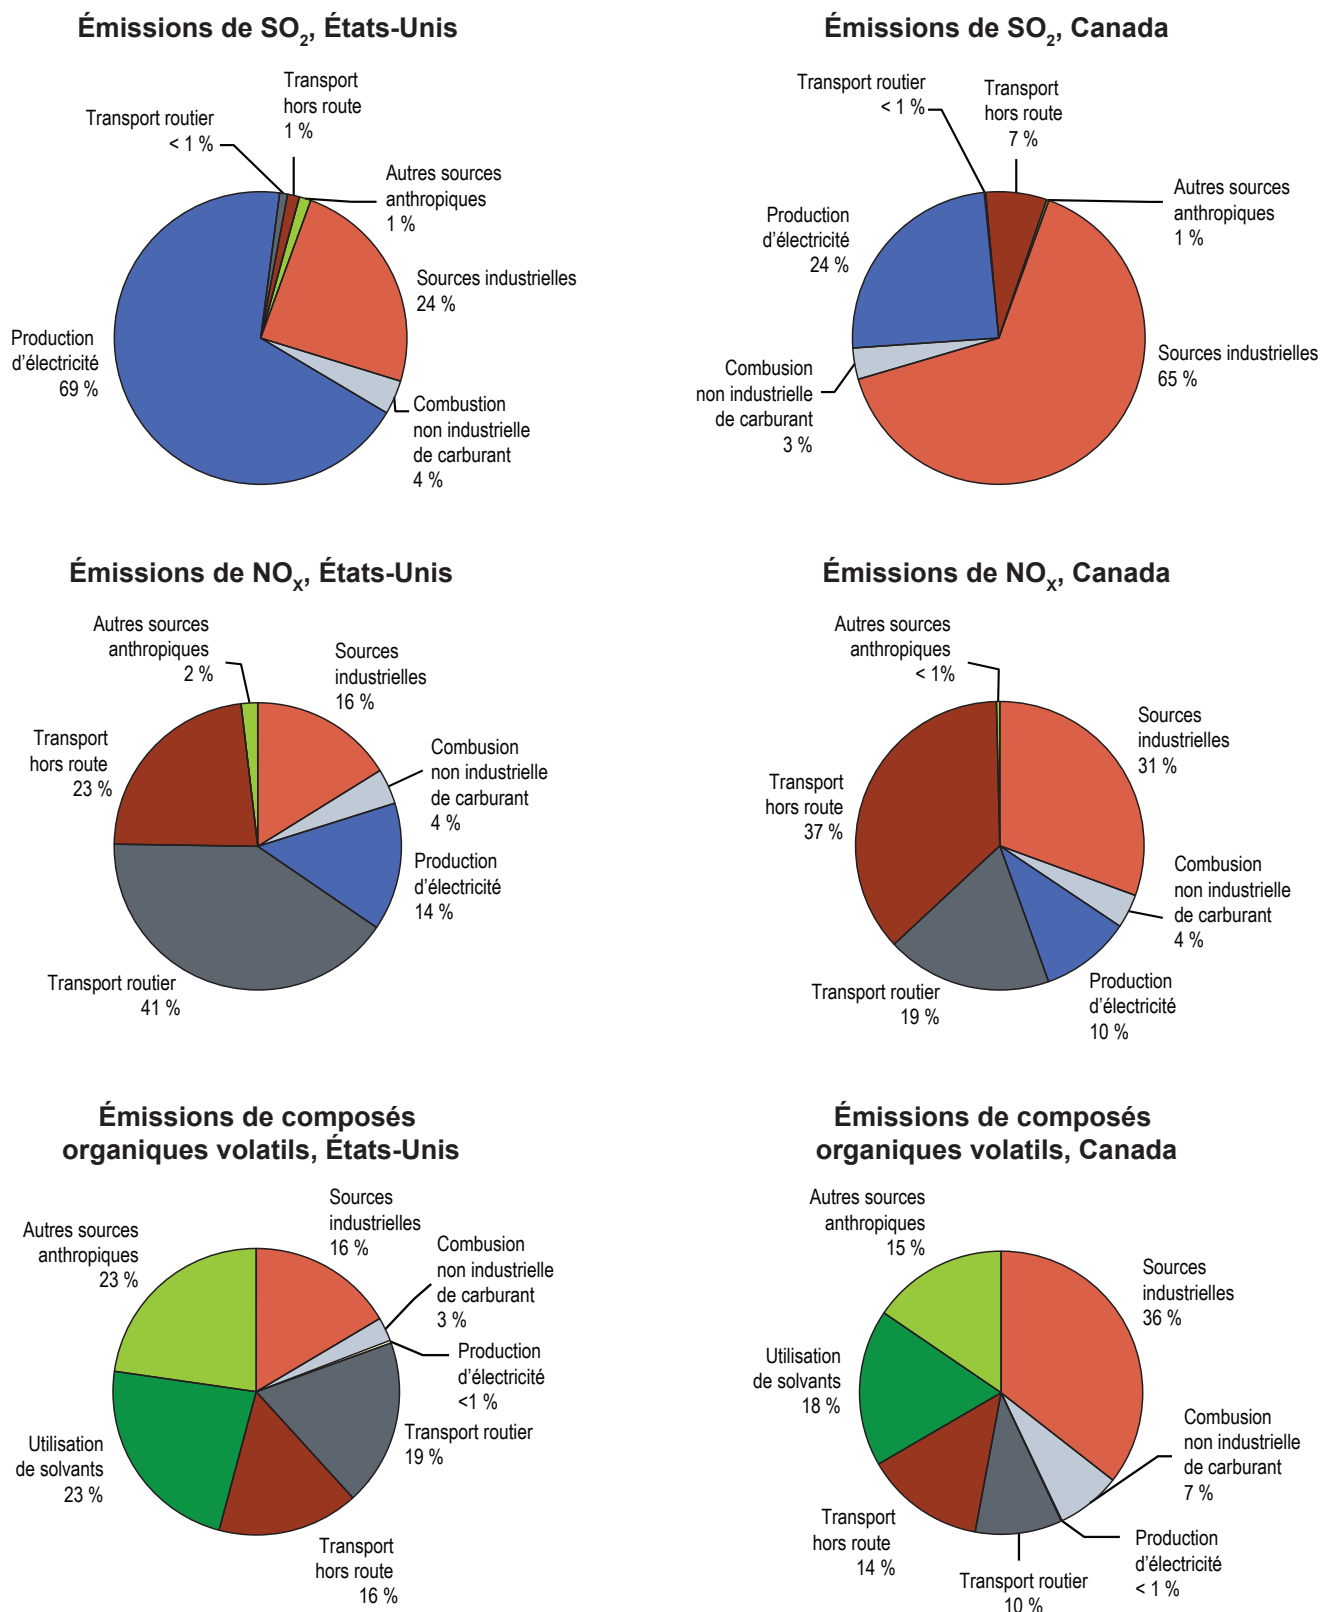 Émissions de SO2, États-Unis
Transport
hors route
1 %
Transport routier
< 1 %
Autres sources
anthropiques
1 %
Sources industrielles
24 %
Production
d’électricité
69 %
Combustion
non industrielle
de carburant
4 %
Émissions de SO2, Canada
Transport routier
< 1 %
Transport
hors route
7 %
Autres sources
anthropiques
1 %
Production
d’électricité
24 %
Sources industrielles
65 %
Combusion
non industrielle
de carburant
3 %
Émissions de NOX, États-Unis
Autres sources
anthropiques
2 %
Sources
industrielles
16 %
Transport
hors route
23 %
Combusion
non industrielle
de carburant
4 %
Production
d’électricité
14 %
Transport routier
41 %
Émissions de NOX, Canada
Autres sources
anthropiques
< 1%
Sources
industrielles
31 %
Transport
hors route
37 %
Combusion
non industrielle
de carburant
4 %
Production
d’électricité
10 %
Transport routier
19 %
Émissions de composés
organiques volatils, États-Unis
Sources
industrielles
16 %
Autres sources
anthropiques
23 %
Combusion
non industrielle
de carburant
3 %
Production
d’électricité
<1 %
Transport routier
19 %
Utilisation
de solvants
23 %
Transport
hors route
16 %
Émissions de composés
organiques volatils, Canada
Autres sources
anthropiques
15 %
Sources
industrielles
36 %
Utilisation
de solvants
18 %
Combusion
non industrielle
de carburant
7 %
Transport
hors route
14 %
Production
d’électricité
< 1 %
Transport routier
10 %